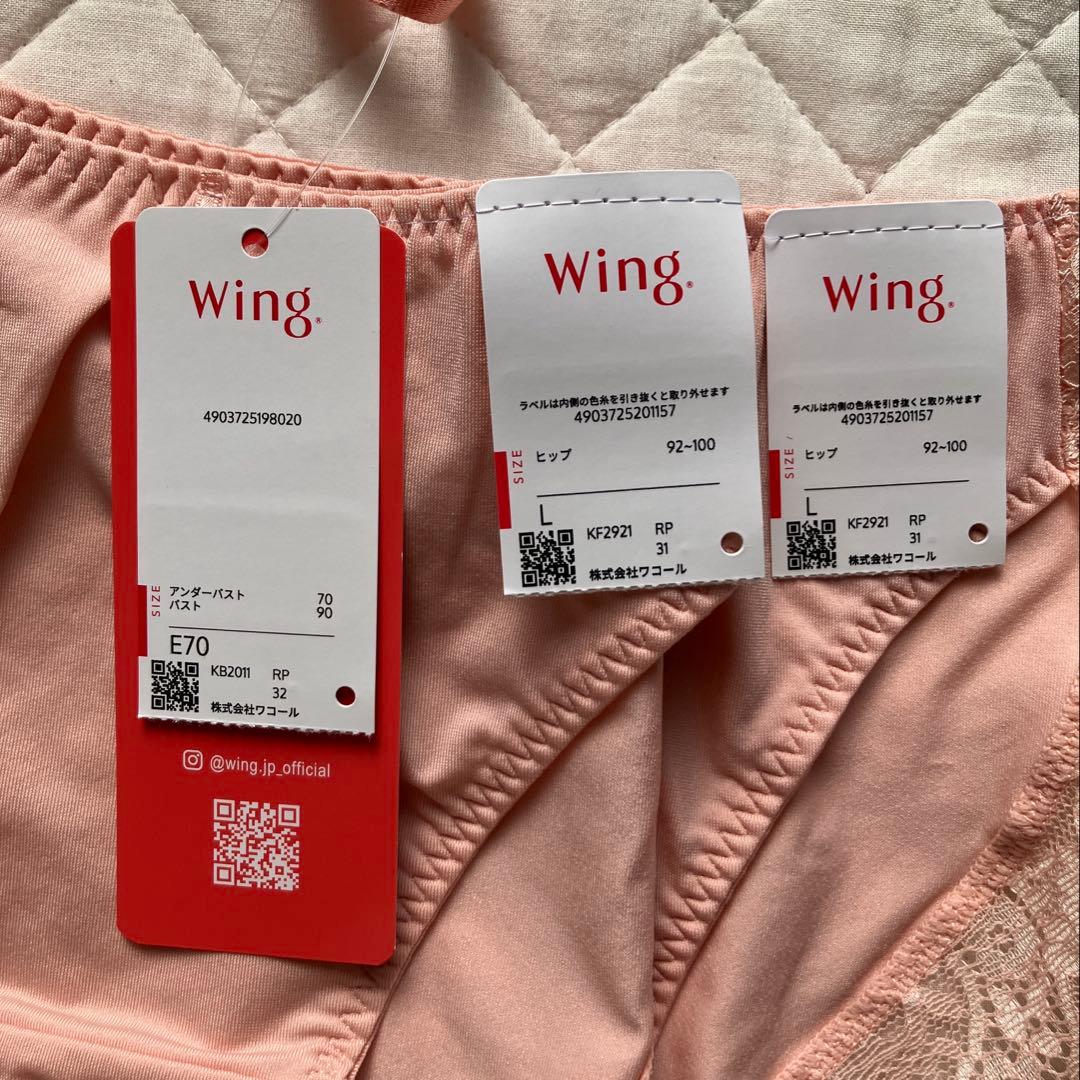 Wing®
4903725198020
SIZE
アンダーバスト 70
バスト 90
E70
KB2011 RP
32
株式会社ワコール
@wing.jp_official
Wing®
ラベルは内側の色糸を引き抜くと取り外せます
4903725201157
SIZE
ヒップ 92~100
L
KF2921 RP
31
株式会社ワコール
Wing®
ラベルは内側の色糸を引き抜くと取り外せます
4903725201157
SIZE
ヒップ 92~100
L
KF2921 RP
31
株式会社ワコール